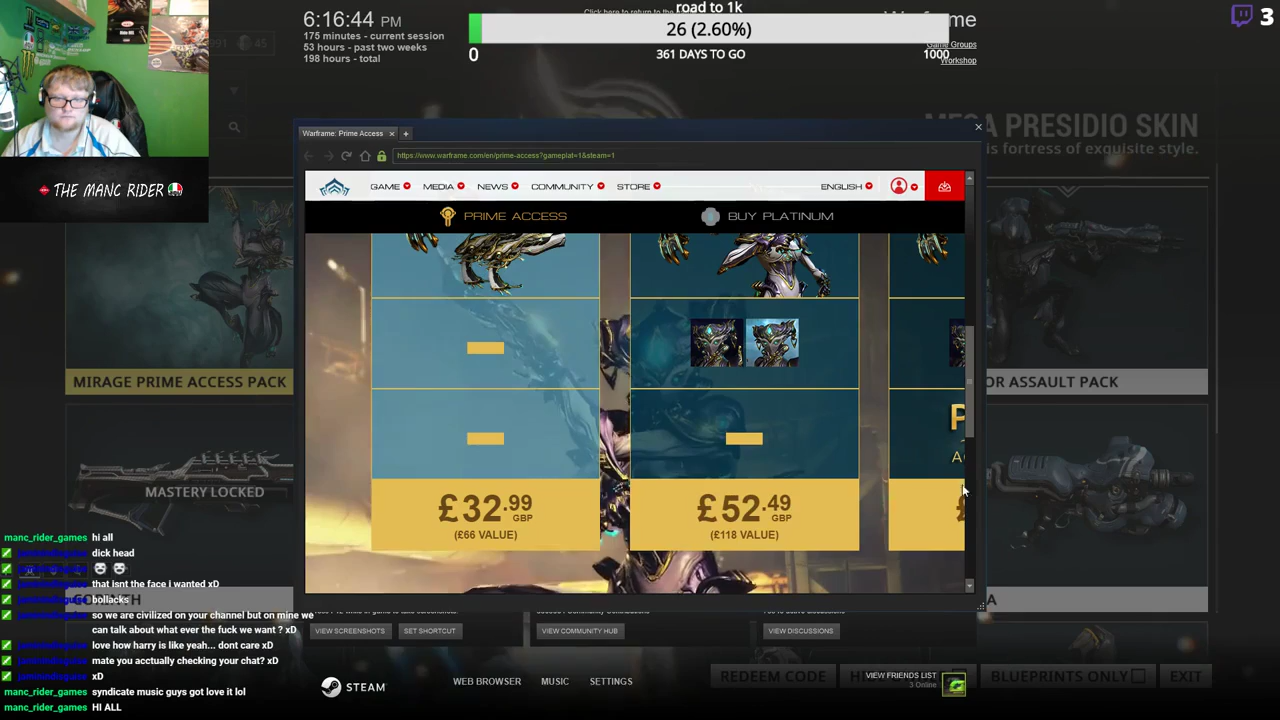 6:16:44 PM
175 minutes - current session
53 hours - past two weeks
198 hours - total
road to 1k
26 (2.60%)
0
361 DAYS TO GO
1000
Game Groups
Workshop
3
THE MANC RIDER
PRESIDIO SKIN
is fortress of exquisite style.
Warframe: Prime Access
https://www.warframe.com/en/prime-access?gameplat=1&steam=1
GAME
MEDIA
NEWS
COMMUNITY
STORE
ENGLISH
PRIME ACCESS
BUY PLATINUM
MIRAGE PRIME ACCESS PACK
OR ASSAULT PACK
MASTERY LOCKED
£32.99 GBP
(£66 VALUE)
£52.49 GBP
(£118 VALUE)
manc_rider_games hi all
dick head
that isnt the face i wanted xD
bollacks
so we are civilized on your channel but on mine we
can talk about what ever the fuck we want ? xD
love how harry is like yeah... dont care xD
mate you acctually checking your chat? xD
xD
manc_rider_games syndicate music guys got love it lol
manc_rider_games HI ALL
VIEW SCREENSHOTS
SET SHORTCUT
VIEW COMMUNITY HUB
VIEW DISCUSSIONS
STEAM
WEB BROWSER
MUSIC
SETTINGS
REDEEM CODE
VIEW FRIENDS LIST
3 Online
BLUEPRINTS ONLY
EXIT